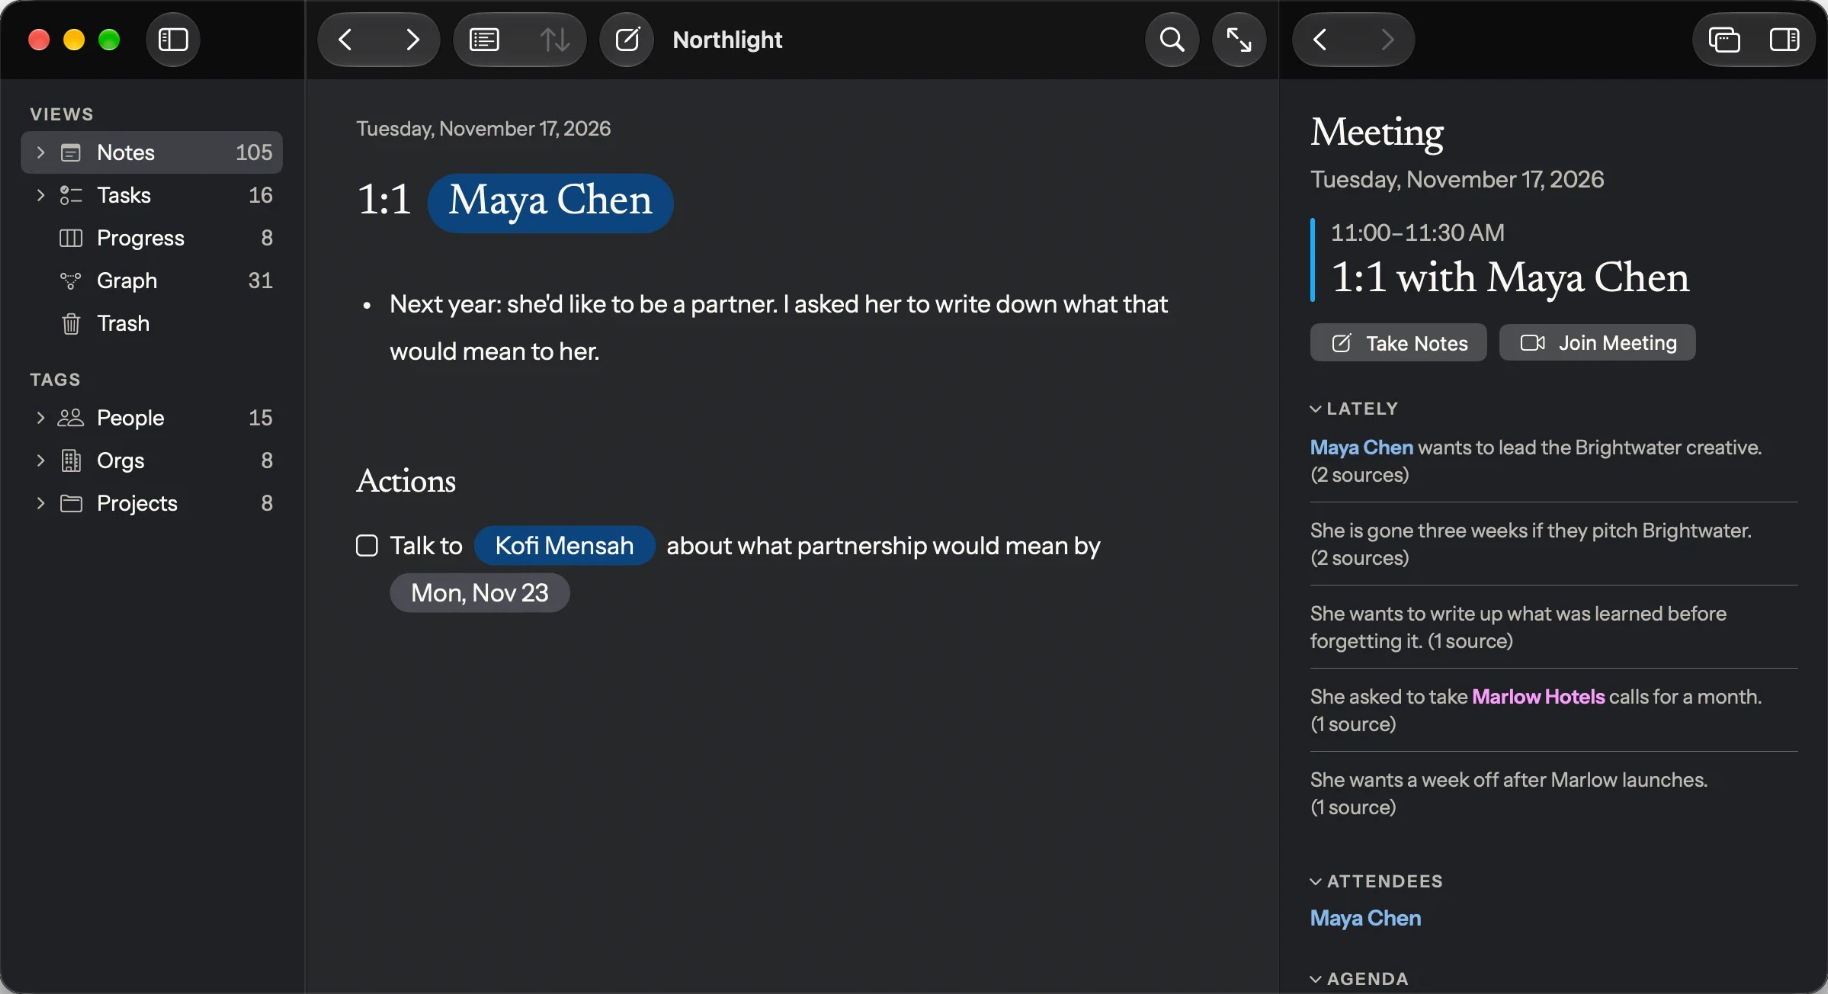 Northlight
VIEWS
Notes 105
Tasks 16
Progress 8
Graph 31
Trash
TAGS
People 15
Orgs 8
Projects 8
Tuesday, November 17, 2026
1:1 Maya Chen
• Next year: she'd like to be a partner. I asked her to write down what that
would mean to her.
Actions
Talk to Kofi Mensah about what partnership would mean by
Mon, Nov 23
Meeting
Tuesday, November 17, 2026
11:00–11:30 AM
1:1 with Maya Chen
Take Notes Join Meeting
LATELY
Maya Chen wants to lead the Brightwater creative.
(2 sources)
She is gone three weeks if they pitch Brightwater.
(2 sources)
She wants to write up what was learned before
forgetting it. (1 source)
She asked to take Marlow Hotels calls for a month.
(1 source)
She wants a week off after Marlow launches.
(1 source)
ATTENDEES
Maya Chen
AGENDA